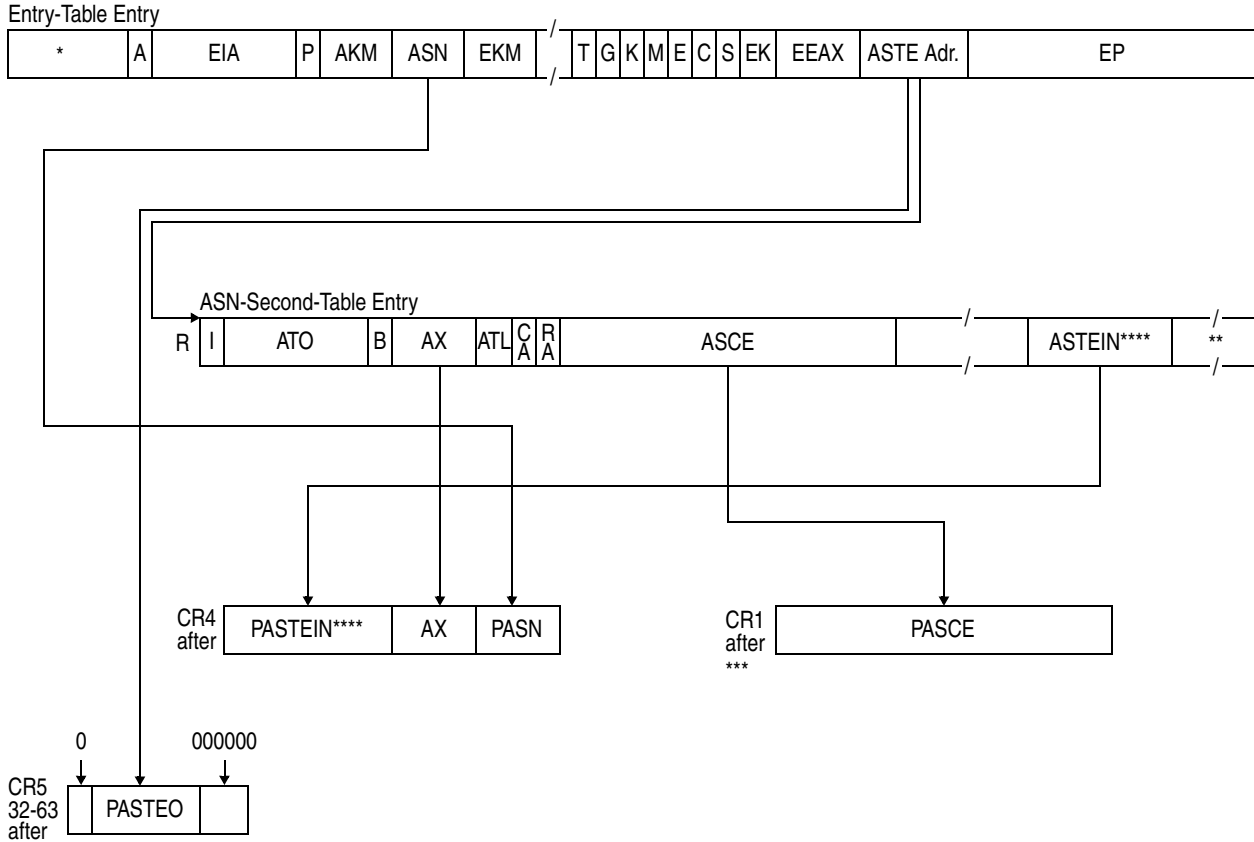 Entry-Table Entry
* A EIA P AKM ASN EKM / / T G K M E C S EK EEAX ASTE Adr. EP
ASN-Second-Table Entry
R I ATO B AX ATL CA RA ASCE / / ASTEIN**** / ** /
CR4 after PASTEIN**** AX PASN
CR1 after *** PASCE
0 000000
CR5 32-63 after PASTEO